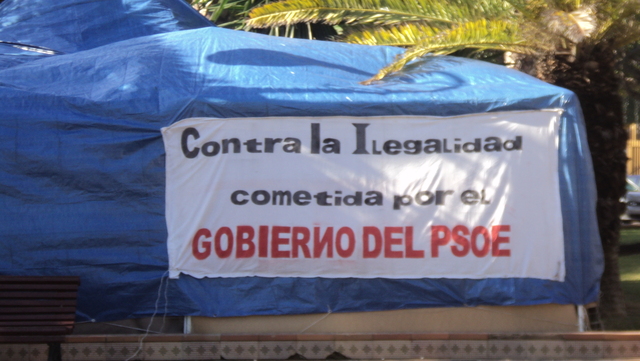 Contra la Ilegalidad
cometida por el
GOBIERNO DEL PSOE